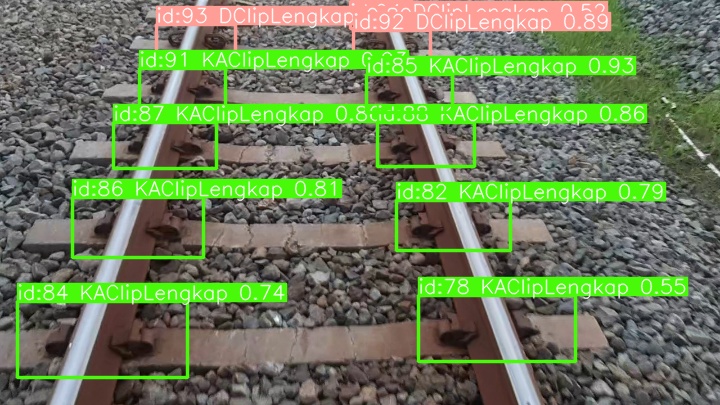 id:93 DClipLengkap
id:92 DClipLengkap 0.89
id:91 KAClipLengkap
id:85 KAClipLengkap 0.93
id:87 KAClipLengkap
id:88 KAClipLengkap 0.86
id:86 KAClipLengkap 0.81
id:82 KAClipLengkap 0.79
id:84 KAClipLengkap 0.74
id:78 KAClipLengkap 0.55